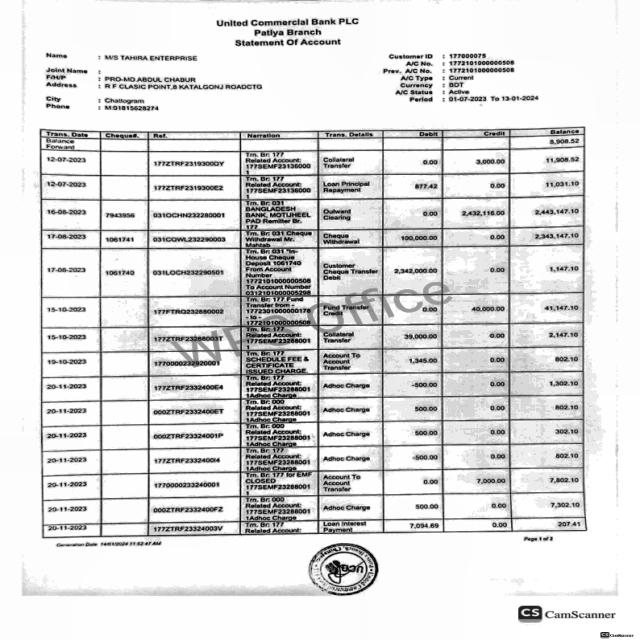 United Commercial Bank PLC
Patiya Branch
Statement Of Account
Name : M/S TAHIRA ENTERPRISE
Joint Name :
F/H/P : PRO-MD.ABDUL CHABUR
Address : R F CLASIC POINT,8 KATALGONJ ROADCTG
City : Chattogram
Phone : M:01815628274
Customer ID : 177000075
A/C No. : 1772101000000508
Prev. A/C No. : 1772101000000508
A/C Type : Current
Currency : BDT
A/C Status : Active
Period : 01-07-2023 To 13-01-2024
Trans. Date Cheque#. Ref. Narration Trans. Details Debit Credit Balance
Balance Forward 8,908.52
12-07-2023 177ZTRF2319300DY Trn. Br: 177 Related Account: 177SEMF23136000 1 Collateral Transfer 0.00 3,000.00 11,908.52
12-07-2023 177ZTRF2319300E2 Trn. Br: 177 Related Account: 177SEMF23136000 1 Loan Principal Repayment 877.42 0.00 11,031.10
16-08-2023 7943956 031OCHN232280001 Trn. Br: 031 BANGLADESH BANK, MOTIJHEEL PAD Remitter Br. 177 Outward Clearing 0.00 2,432,116.00 2,443,147.10
17-08-2023 1061741 031CQWL232290003 Trn. Br: 031 Cheque Withdrawal Mr. Mahtab Cheque Withdrawal 100,000.00 0.00 2,343,147.10
17-08-2023 1061740 031LOCH232290501 Trn. Br: 031 "In-House Cheque Deposit 1061740 From Account Number 1772101000000508 To Account Number 0312101000005298 Customer Cheque Transfer Debit 2,342,000.00 0.00 1,147.10
15-10-2023 177FTRQ232880002 Trn. Br: 177 Fund Transfer from - 1772301000000178 - to - 1772101000000508 Fund Transfer Credit 0.00 40,000.00 41,147.10
15-10-2023 177ZTRF23288003T Trn. Br: 177 Related Account: 177SEMF23288001 1 Collateral Transfer 39,000.00 0.00 2,147.10
19-10-2023 1770000232920001 Trn. Br: 177 SCHEDULE FEE & CERTIFICATE ISSUED CHARGE. Account To Account Transfer 1,345.00 0.00 802.10
20-11-2023 177ZTRF2332400E4 Trn. Br: 177 Related Account: 177SEMF23288001 1Adhoc Charge Adhoc Charge -500.00 0.00 1,302.10
20-11-2023 000ZTRF2332400ET Trn. Br: 000 Related Account: 177SEMF23288001 1Adhoc Charge Adhoc Charge 500.00 0.00 802.10
20-11-2023 000ZTRF23324001P Trn. Br: 000 Related Account: 177SEMF23288001 1Adhoc Charge Adhoc Charge 500.00 0.00 302.10
20-11-2023 177ZTRF2332400I4 Trn. Br: 177 Related Account: 177SEMF23288001 1Adhoc Charge Adhoc Charge -500.00 0.00 802.10
20-11-2023 1770000233240001 Trn. Br: 177 for EMF CLOSED 177SEMF23288001 1 Account To Account Transfer 0.00 7,000.00 7,802.10
20-11-2023 000ZTRF2332400FZ Trn. Br: 000 Related Account: 177SEMF23288001 1Adhoc Charge Adhoc Charge 500.00 0.00 7,302.10
20-11-2023 177ZTRF23324003V Trn. Br: 177 Related Account: Loan Interest Payment 7,094.69 0.00 207.41
Generation Date: 14/01/2024 11:52:47 AM
Page 1 of 2
Office
CS CamScanner